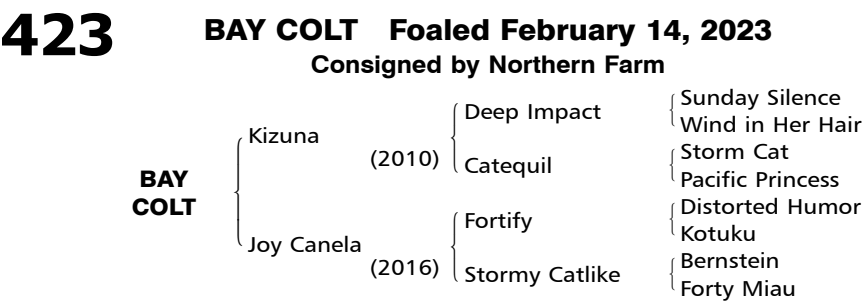 423
BAY COLT Foaled February 14, 2023
Consigned by Northern Farm
Sunday Silence
Deep Impact
Wind in Her Hair
Kizuna
(2010)
Storm Cat
Catequil
Pacific Princess
BAY
COLT
Distorted Humor
Fortify
Kotuku
Joy Canela
(2016)
Bernstein
Stormy Catlike
Forty Miau